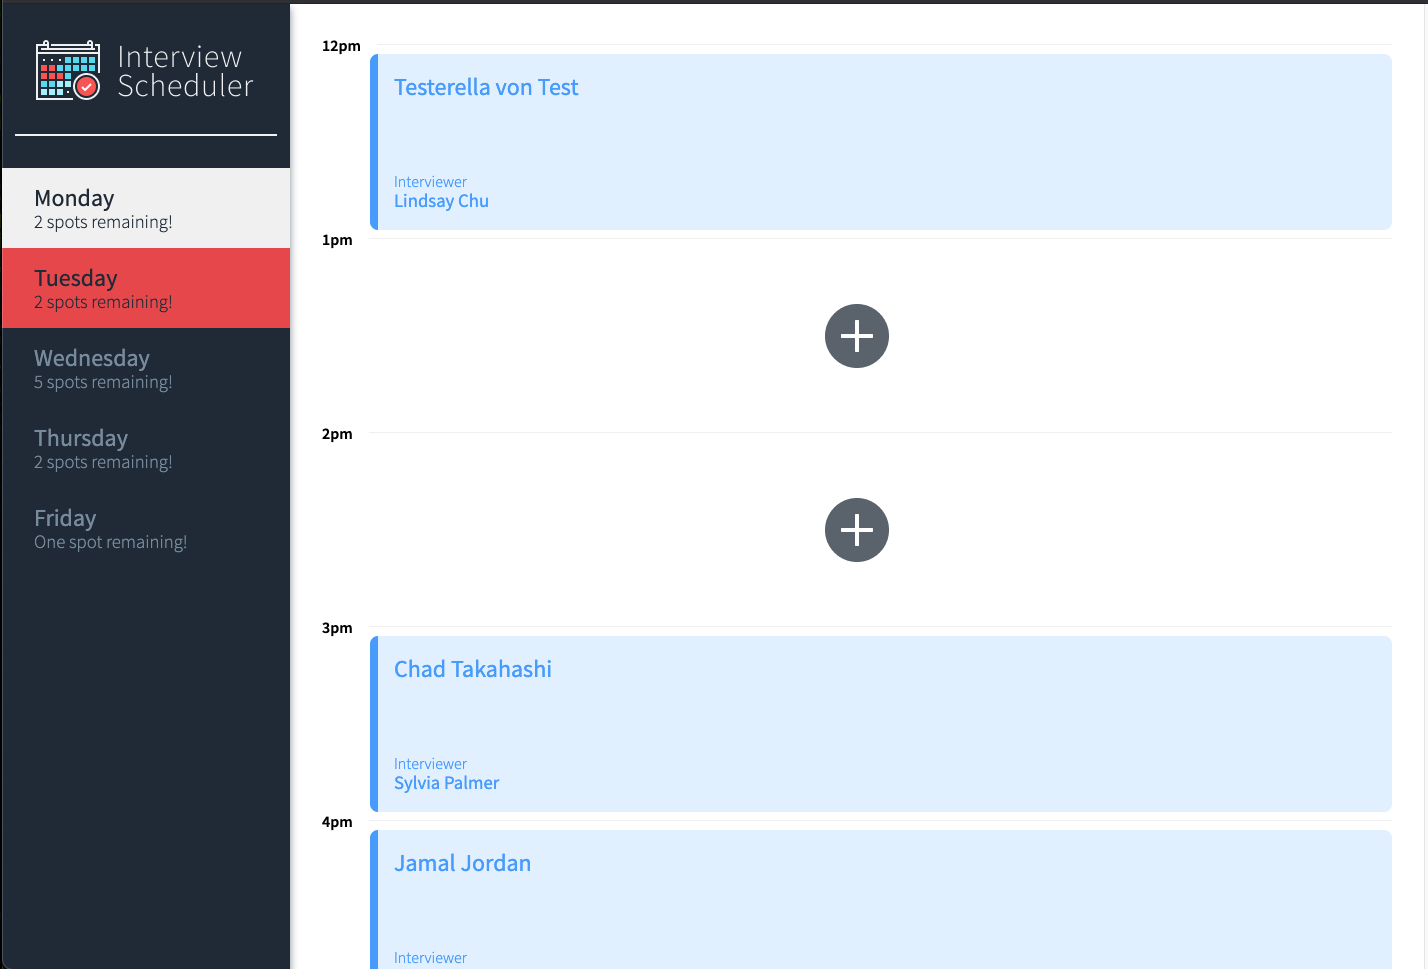 Interview
Scheduler
Monday
2 spots remaining!
Tuesday
2 spots remaining!
Wednesday
5 spots remaining!
Thursday
2 spots remaining!
Friday
One spot remaining!
12pm
Testerella von Test
Interviewer
Lindsay Chu
1pm
2pm
3pm
Chad Takahashi
Interviewer
Sylvia Palmer
4pm
Jamal Jordan
Interviewer